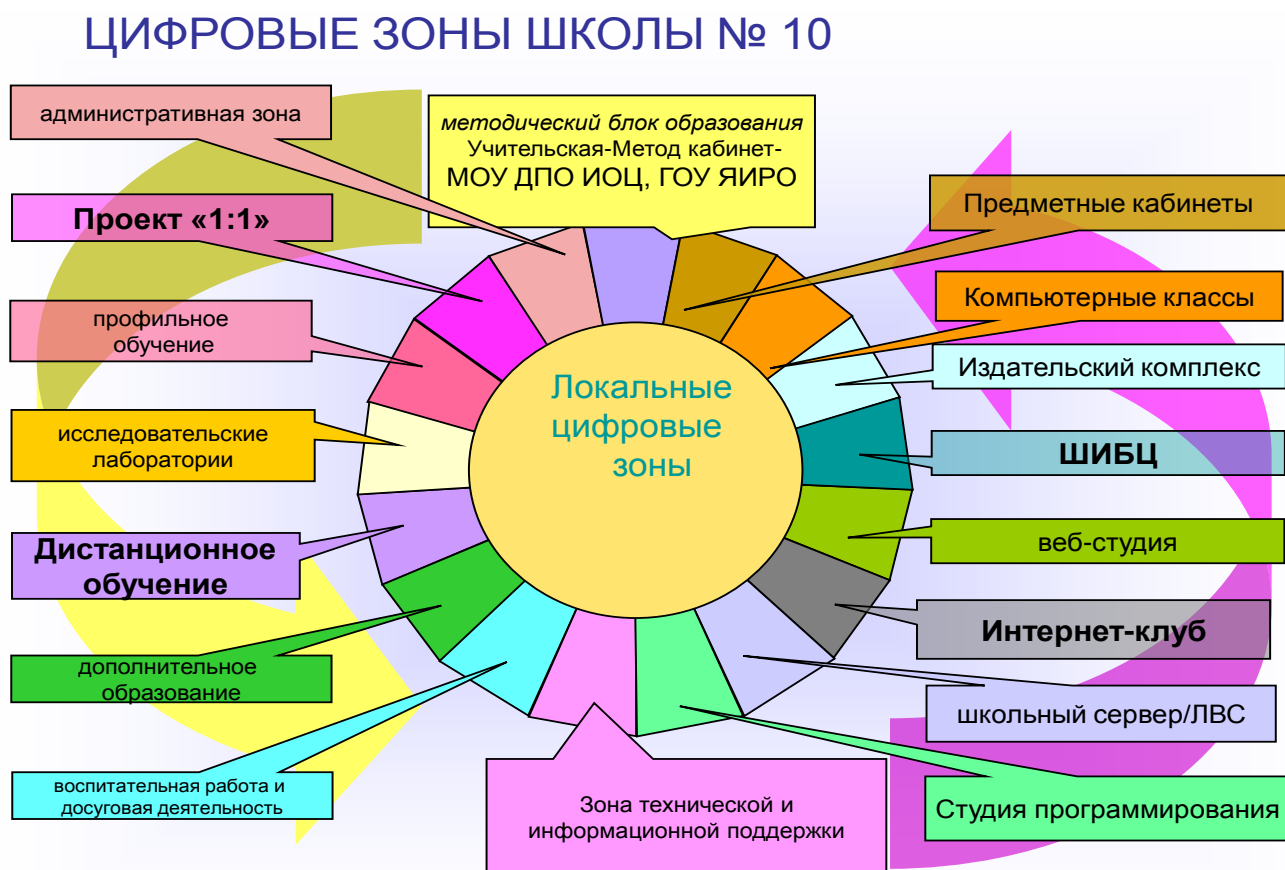 ЦИФРОВЫЕ ЗОНЫ ШКОЛЫ № 10
административная зона
методический блок образования
Учительская-Метод кабинет-
МОУ ДПО ИОЦ, ГОУ ЯИРО
Предметные кабинеты
Проект «1:1»
Компьютерные классы
профильное
обучение
Издательский комплекс
Локальные
цифровые
зоны
исследовательские
лаборатории
ШИБЦ
Дистанционное
обучение
веб-студия
Интернет-клуб
дополнительное
образование
школьный сервер/ЛВС
воспитательная работа и
досуговая деятельность
Зона технической и
информационной поддержки
Студия программирования